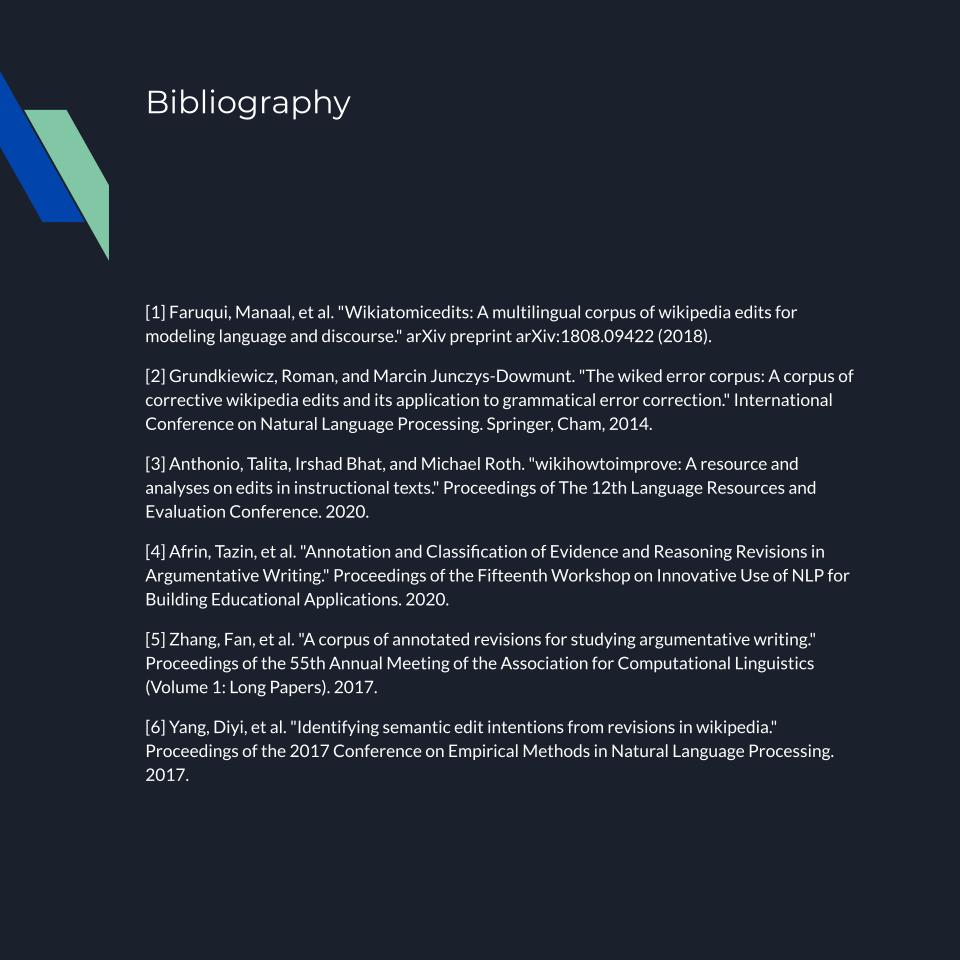 Bibliography
[1] Faruqui, Manaal, et al. "Wikiatomicedits: A multilingual corpus of wikipedia edits for
modeling language and discourse." arXiv preprint arXiv:1808.09422 (2018).
[2] Grundkiewicz, Roman, and Marcin Junczys-Dowmunt. "The wiked error corpus: A corpus of
corrective wikipedia edits and its application to grammatical error correction." International
Conference on Natural Language Processing. Springer, Cham, 2014.
[3] Anthonio, Talita, Irshad Bhat, and Michael Roth. "wikihowtoimprove: A resource and
analyses on edits in instructional texts." Proceedings of The 12th Language Resources and
Evaluation Conference. 2020.
[4] Afrin, Tazin, et al. "Annotation and Classification of Evidence and Reasoning Revisions in
Argumentative Writing." Proceedings of the Fifteenth Workshop on Innovative Use of NLP for
Building Educational Applications. 2020.
[5] Zhang, Fan, et al. "A corpus of annotated revisions for studying argumentative writing."
Proceedings of the 55th Annual Meeting of the Association for Computational Linguistics
(Volume 1: Long Papers). 2017.
[6] Yang, Diyi, et al. "Identifying semantic edit intentions from revisions in wikipedia."
Proceedings of the 2017 Conference on Empirical Methods in Natural Language Processing.
2017.